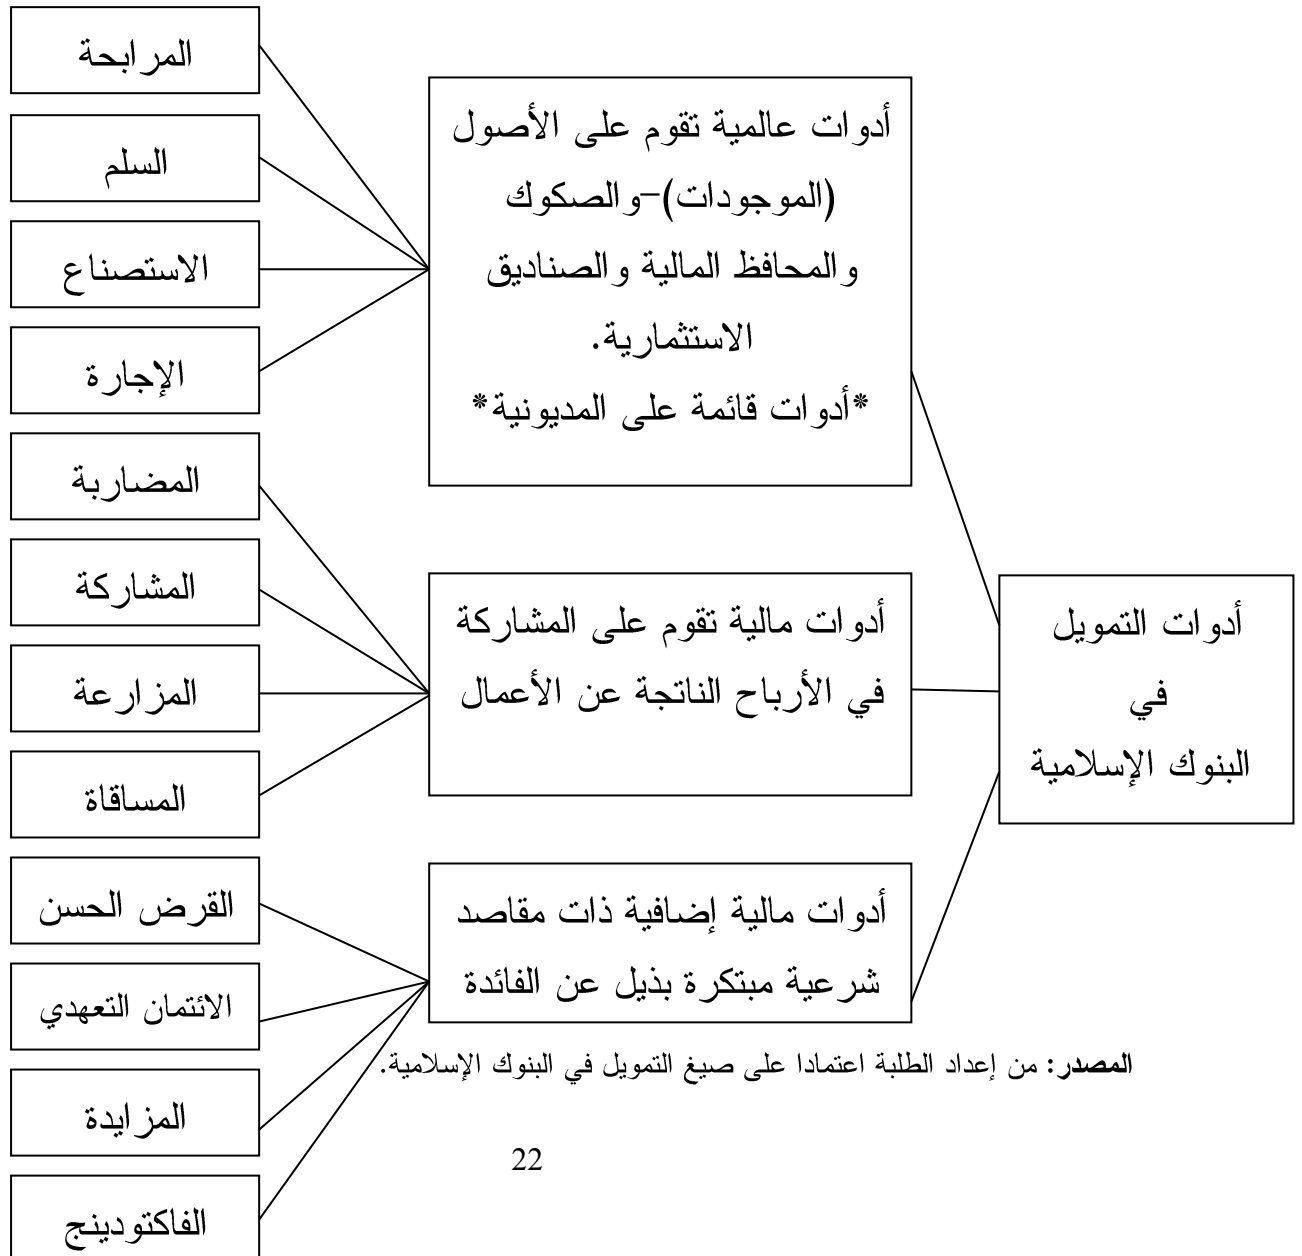 أدوات التمويل
في
البنوك الإسلامية
أدوات عالمية تقوم على الأصول
(الموجودات)–والصكوك
والمحافظ المالية والصناديق
الاستثمارية.
*أدوات قائمة على المديونية*
المرابحة
السلم
الاستصناع
الإجارة
أدوات مالية تقوم على المشاركة
في الأرباح الناتجة عن الأعمال
المضاربة
المشاركة
المزارعة
المساقاة
أدوات مالية إضافية ذات مقاصد
شرعية مبتكرة بذيل عن الفائدة
القرض الحسن
الائتمان التعهدي
المزايدة
الفاكتودينج
المصدر: من إعداد الطلبة اعتمادا على صيغ التمويل في البنوك الإسلامية.
22